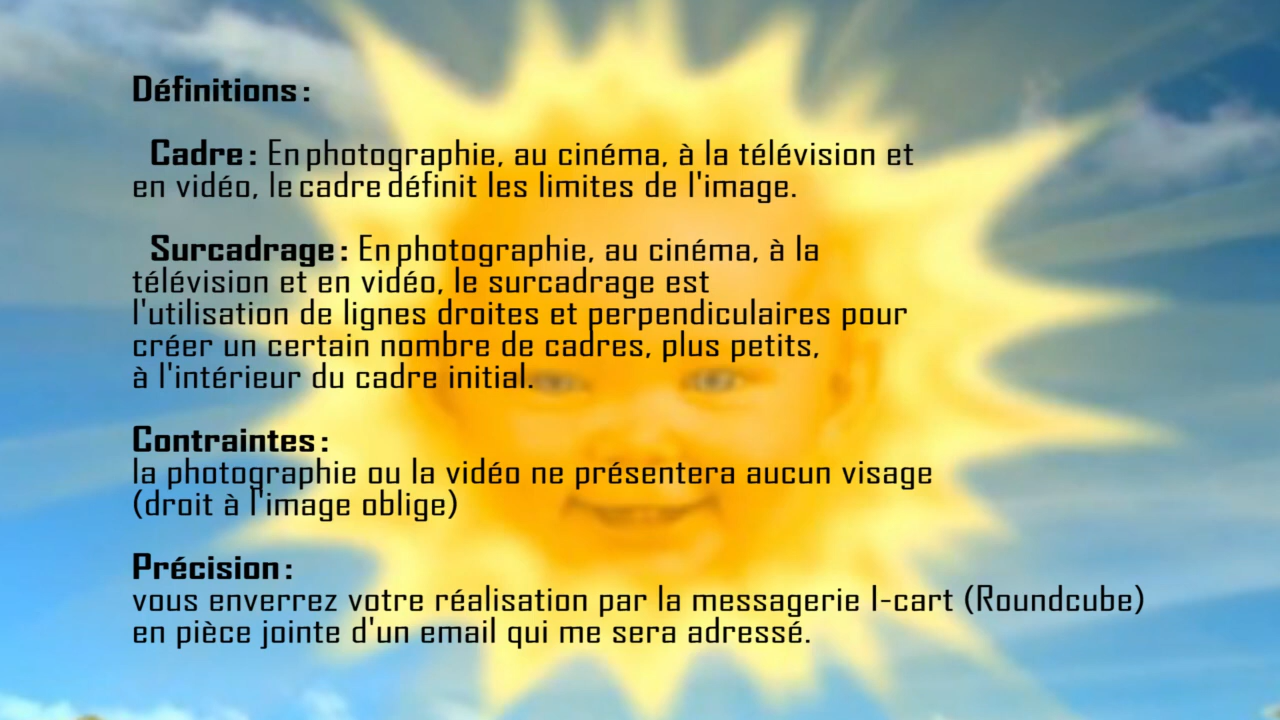 Définitions :
Cadre : En photographie, au cinéma, à la télévision et
en vidéo, le cadre définit les limites de l'image.
Surcadrage : En photographie, au cinéma, à la
télévision et en vidéo, le surcadrage est
l'utilisation de lignes droites et perpendiculaires pour
créer un certain nombre de cadres, plus petits,
à l'intérieur du cadre initial.
Contraintes :
la photographie ou la vidéo ne présentera aucun visage
(droit à l'image oblige)
Précision :
vous enverrez votre réalisation par la messagerie l-cart (Roundcube)
en pièce jointe d'un email qui me sera adressé.